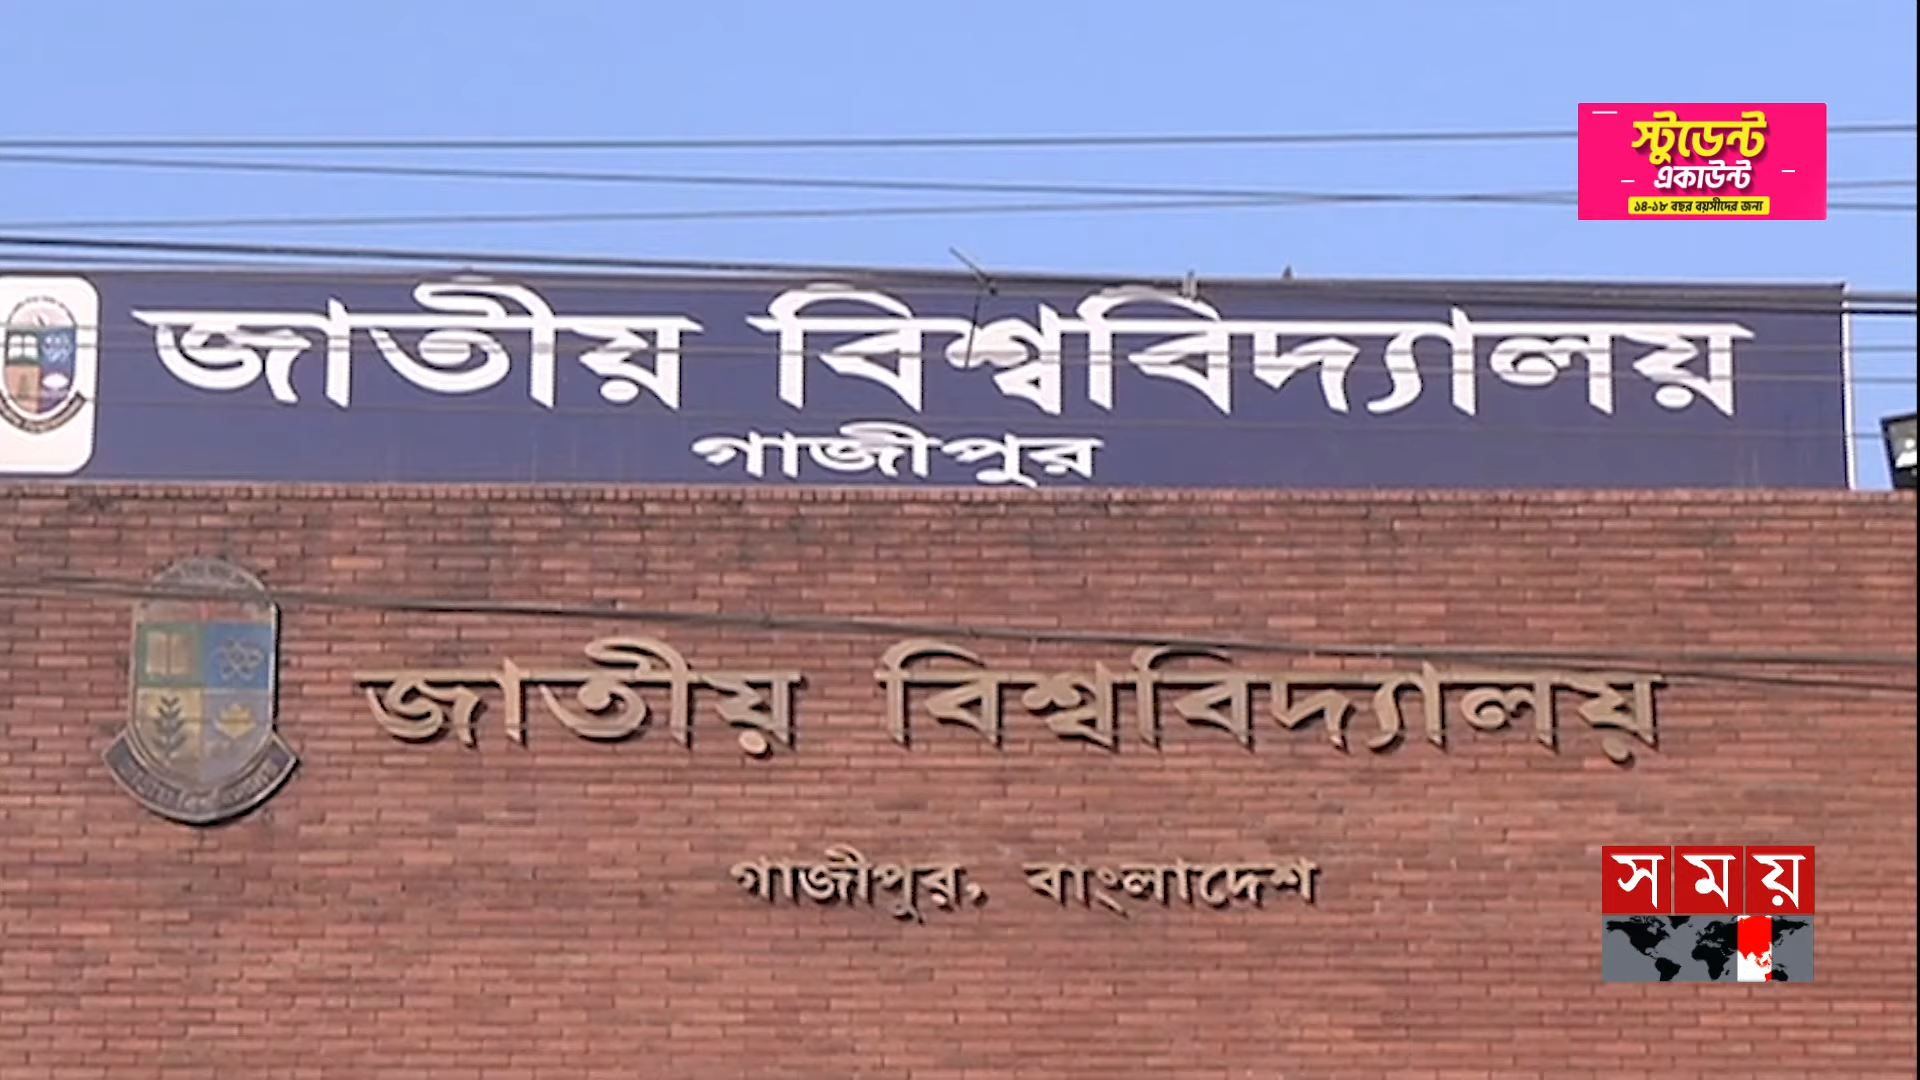 স্টুডেন্ট
একাউন্ট
১৪-১৮ বছর বয়সীদের জন্য
জাতীয় বিশ্ববিদ্যালয়
গাজীপুর
জাতীয় বিশ্ববিদ্যালয়
গাজীপুর, বাংলাদেশ
সময়